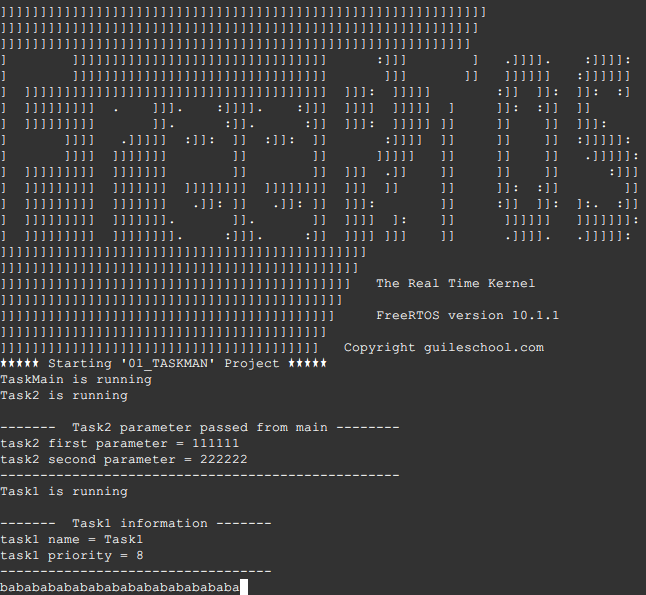 FreeRTOS
The Real Time Kernel
FreeRTOS version 10.1.1
Copyright guileschool.com
***** Starting '01_TASKMAN' Project *****
TaskMain is running
Task2 is running
-------  Task2 parameter passed from main --------
task2 first parameter = 111111
task2 second parameter = 222222
--------------------------------------------------
Task1 is running
-------  Task1 information -------
task1 name = Task1
task1 priority = 8
----------------------------------
bababababababababababababababa